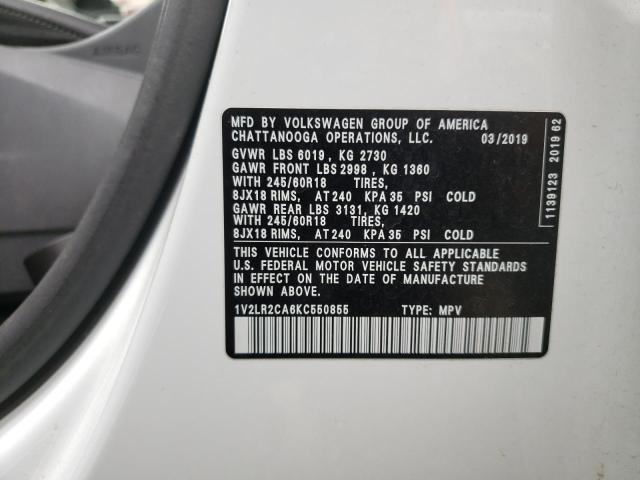 MFD BY VOLKSWAGEN GROUP OF AMERICA
CHATTANOOGA OPERATIONS, LLC. 03/2019
GVWR LBS 6019, KG 2730
GAWR FRONT LBS 2998, KG 1360
WITH 245/60R18 TIRES,
8JX18 RIMS, AT 240 KPA 35 PSI COLD
GAWR REAR LBS 3131, KG 1420
WITH 245/60R18 TIRES,
8JX18 RIMS, AT 240 KPA 35 PSI COLD
THIS VEHICLE CONFORMS TO ALL APPLICABLE
U.S. FEDERAL MOTOR VEHICLE SAFETY STANDARDS
IN EFFECT ON THE DATE OF MANUFACTURE
SHOWN ABOVE.
1V2LR2CA6KC550855 TYPE: MPV
1139123 2019 62
AIRBAG